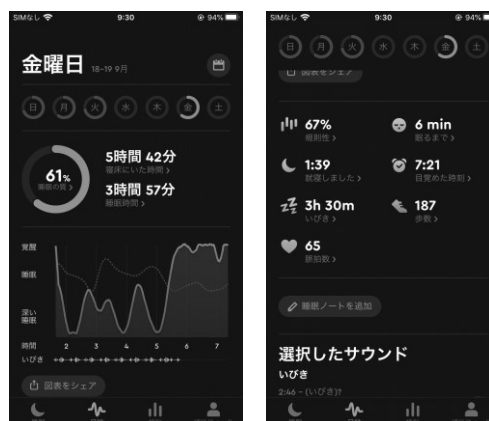 SIMなし 9:30 94%
金曜日 18-19 9月
日 月 火 水 木 金 土
61%
睡眠の質 >
5時間 42分
寝床にいた時間 >
3時間 57分
睡眠時間 >
覚醒
睡眠
深い
睡眠
時間 2 3 4 5 6 7
いびき
図表をシェア
SIMなし 9:30 94%
日 月 火 水 木 金 土
図表をシェア
67%
規則性 >
6 min
眠るまで >
1:39
就寝しました >
7:21
目覚めた時刻 >
3h 30m
いびき >
187
歩数 >
65
脈拍数 >
睡眠ノートを追加
選択したサウンド
いびき
2:46 - (いびき)?